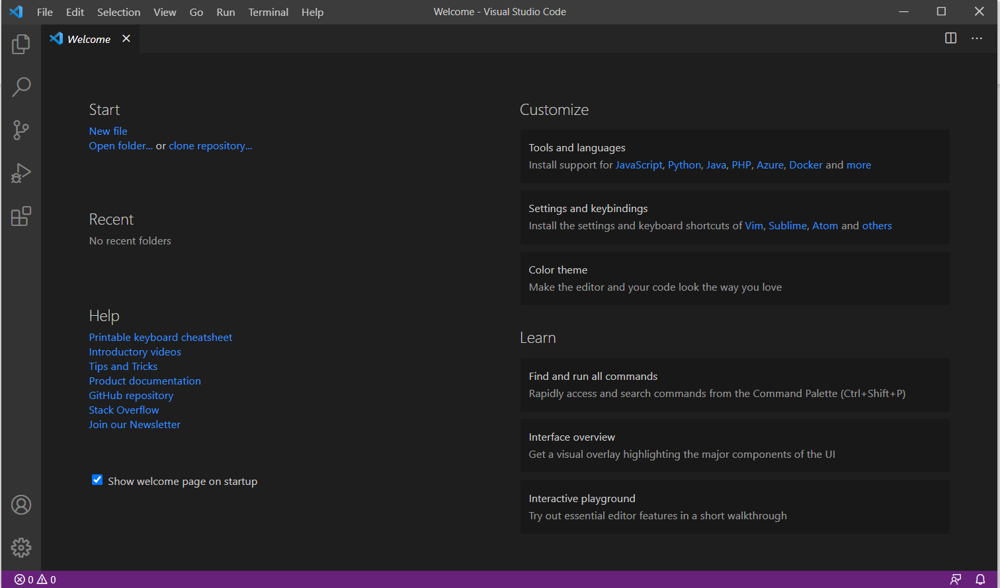 File Edit Selection View Go Run Terminal Help
Welcome - Visual Studio Code
Welcome
Start
New file
Open folder... or clone repository...
Recent
No recent folders
Help
Printable keyboard cheatsheet
Introductory videos
Tips and Tricks
Product documentation
GitHub repository
Stack Overflow
Join our Newsletter
Show welcome page on startup
Customize
Tools and languages
Install support for JavaScript, Python, Java, PHP, Azure, Docker and more
Settings and keybindings
Install the settings and keyboard shortcuts of Vim, Sublime, Atom and others
Color theme
Make the editor and your code look the way you love
Learn
Find and run all commands
Rapidly access and search commands from the Command Palette (Ctrl+Shift+P)
Interface overview
Get a visual overlay highlighting the major components of the UI
Interactive playground
Try out essential editor features in a short walkthrough
0 0